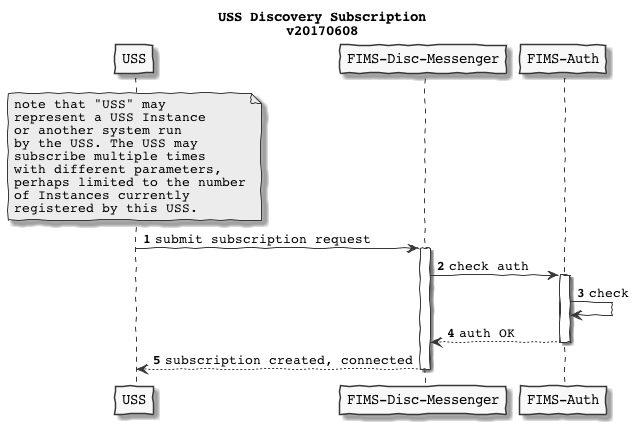 USS Discovery Subscription
v20170608
USS
FIMS-Disc-Messenger
FIMS-Auth
note that "USS" may
represent a USS Instance
or another system run
by the USS. The USS may
subscribe multiple times
with different parameters,
perhaps limited to the number
of Instances currently
registered by this USS.
1 submit subscription request
2 check auth
3 check
4 auth OK
5 subscription created, connected
USS
FIMS-Disc-Messenger
FIMS-Auth